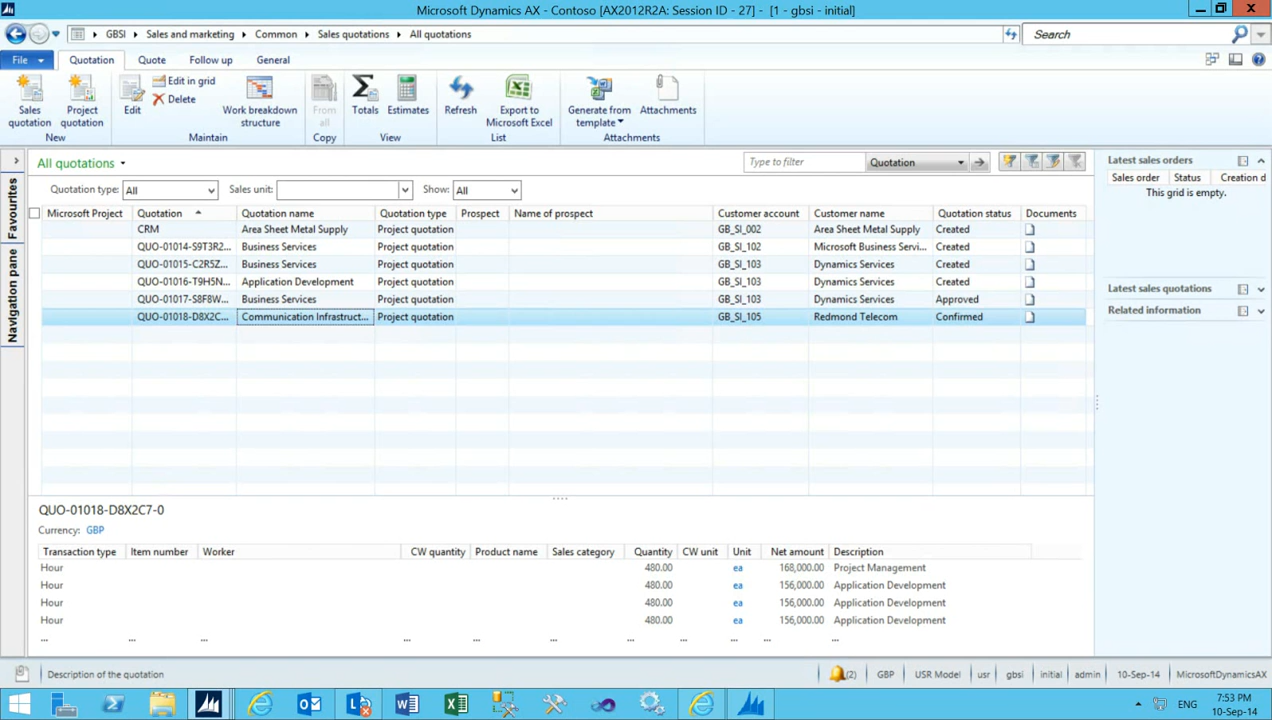 Microsoft Dynamics AX - Contoso [AX2012R2A: Session ID - 27] - [1 - gbsi - initial]
GBSI Sales and marketing Common Sales quotations All quotations Search
File Quotation Quote Follow up General
Sales quotation
Project quotation
New
Edit
Edit in grid
Delete
Work breakdown structure
Maintain
From all
Copy
Totals
Estimates
View
Refresh
Export to Microsoft Excel
List
Generate from template
Attachments
Attachments
Favourites
Navigation pane
All quotations Type to filter Quotation
Quotation type: All Sales unit: Show: All
Microsoft Project Quotation Quotation name Quotation type Prospect Name of prospect Customer account Customer name Quotation status Documents
CRM Area Sheet Metal Supply Project quotation GB_SI_002 Area Sheet Metal Supply Created
QUO-01014-S9T3R2... Business Services Project quotation GB_SI_102 Microsoft Business Servi... Created
QUO-01015-C2R5Z... Business Services Project quotation GB_SI_103 Dynamics Services Created
QUO-01016-T9H5N... Application Development Project quotation GB_SI_103 Dynamics Services Created
QUO-01017-S8F8W... Business Services Project quotation GB_SI_103 Dynamics Services Approved
QUO-01018-D8X2C... Communication Infrastruct... Project quotation GB_SI_105 Redmond Telecom Confirmed
Latest sales orders
Sales order Status Creation d
This grid is empty.
Latest sales quotations
Related information
QUO-01018-D8X2C7-0
Currency: GBP
Transaction type Item number Worker CW quantity Product name Sales category Quantity CW unit Unit Net amount Description
Hour 480.00 ea 168,000.00 Project Management
Hour 480.00 ea 156,000.00 Application Development
Hour 480.00 ea 156,000.00 Application Development
Hour 480.00 ea 156,000.00 Application Development
... ... ... ... ... ... ... ... ... ... ...
Description of the quotation (2) GBP USR Model usr gbsi initial admin 10-Sep-14 MicrosoftDynamicsAX
ENG 7:53 PM
10-Sep-14